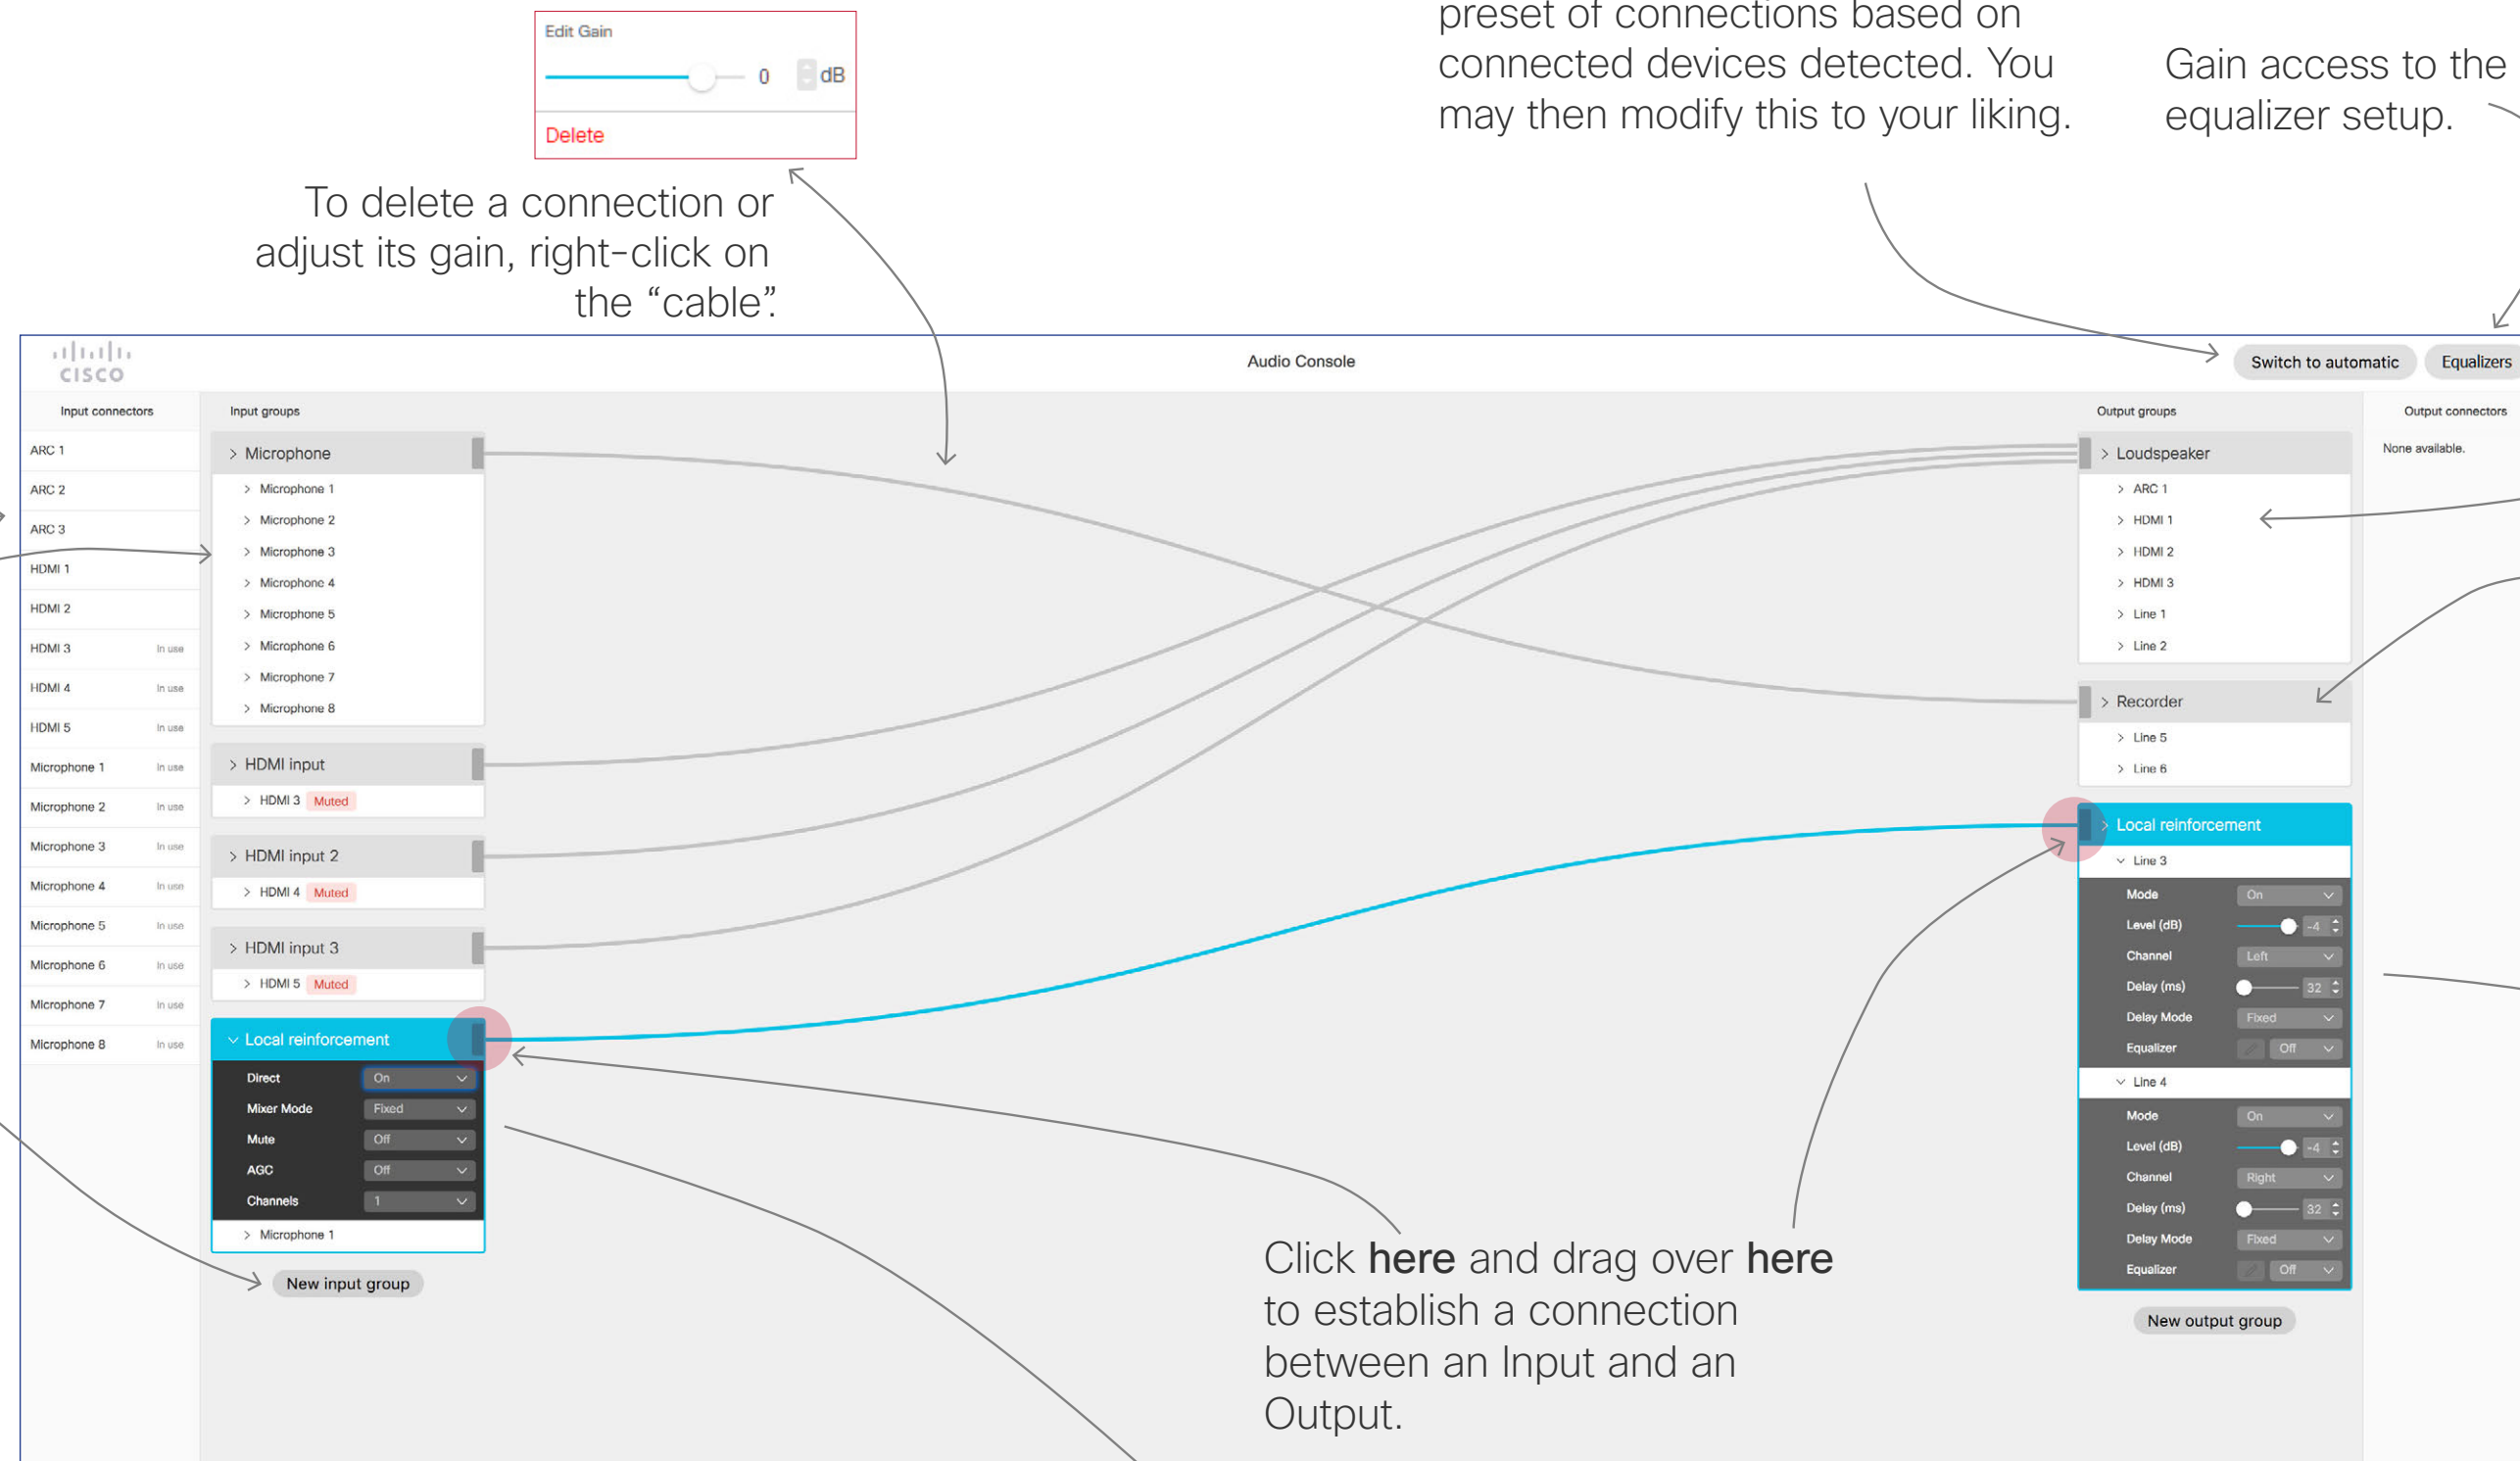 Edit Gain
0 dB
Delete
To delete a connection or
adjust its gain, right-click on
the “cable”.
preset of connections based on
connected devices detected. You
may then modify this to your liking.
Gain access to the
equalizer setup.
CISCO
Audio Console
Switch to automatic
Equalizers
Input connectors
ARC 1
ARC 2
ARC 3
HDMI 1
HDMI 2
HDMI 3 In use
HDMI 4 In use
HDMI 5 In use
Microphone 1 In use
Microphone 2 In use
Microphone 3 In use
Microphone 4 In use
Microphone 5 In use
Microphone 6 In use
Microphone 7 In use
Microphone 8 In use
Input groups
Microphone
Microphone 1
Microphone 2
Microphone 3
Microphone 4
Microphone 5
Microphone 6
Microphone 7
Microphone 8
HDMI input
HDMI 3 Muted
HDMI input 2
HDMI 4 Muted
HDMI input 3
HDMI 5 Muted
Local reinforcement
Direct On
Mixer Mode Fixed
Mute Off
AGC Off
Channels 1
Microphone 1
New input group
Click here and drag over here
to establish a connection
between an Input and an
Output.
Output groups
Loudspeaker
ARC 1
HDMI 1
HDMI 2
HDMI 3
Line 1
Line 2
Recorder
Line 5
Line 6
Local reinforcement
Line 3
Mode On
Level (dB) -4
Channel Left
Delay (ms) 32
Delay Mode Fixed
Equalizer Off
Line 4
Mode On
Level (dB) -4
Channel Right
Delay (ms) 32
Delay Mode Fixed
Equalizer Off
New output group
Output connectors
None available.